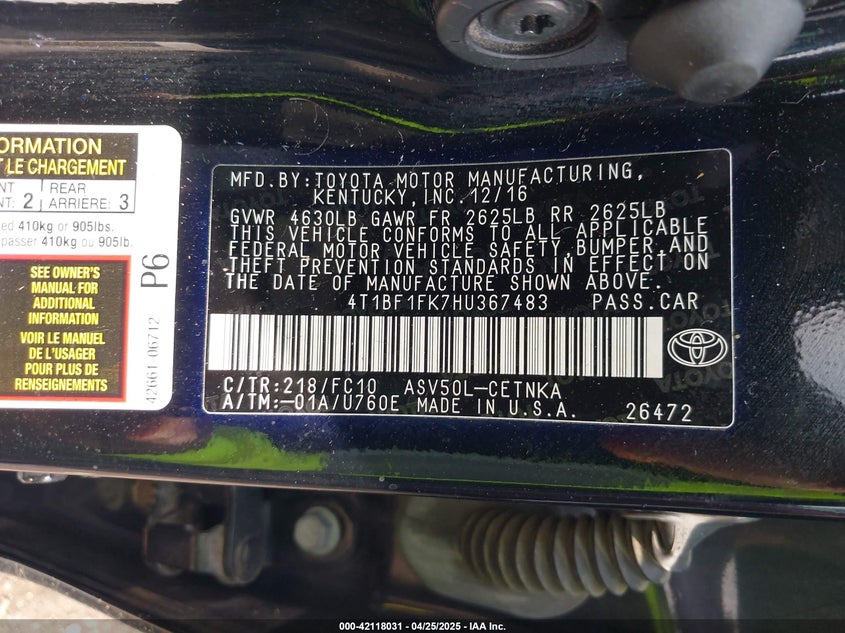 ORMATION
T LE CHARGEMENT
NT REAR
NT: 2 ARRIERE: 3
ed 410kg or 905lbs.
passer 410kg ou 905lb.
SEE OWNER'S
MANUAL FOR
ADDITIONAL
INFORMATION
VOIR LE MANUEL
DE L'USAGER
POUR PLUS DE
RENSEIGNEMENTS
P6
42661-06712
MFD.BY:TOYOTA MOTOR MANUFACTURING,
KENTUCKY,INC.12/16
GVWR 4630LB GAWR FR 2625LB RR 2625LB
THIS VEHICLE CONFORMS TO ALL APPLICABLE
FEDERAL MOTOR VEHICLE SAFETY,BUMPER,AND
THEFT PREVENTION STANDARDS IN EFFECT ON
THE DATE OF MANUFACTURE SHOWN ABOVE.
4T1BF1FK7HU367483 PASS.CAR
TOYOTA
C/TR:218/FC10 ASV50L-CETNKA
A/TM:-01A/U760E MADE IN U.S.A. 26472
000-42118031 - 04/25/2025 - IAA Inc.